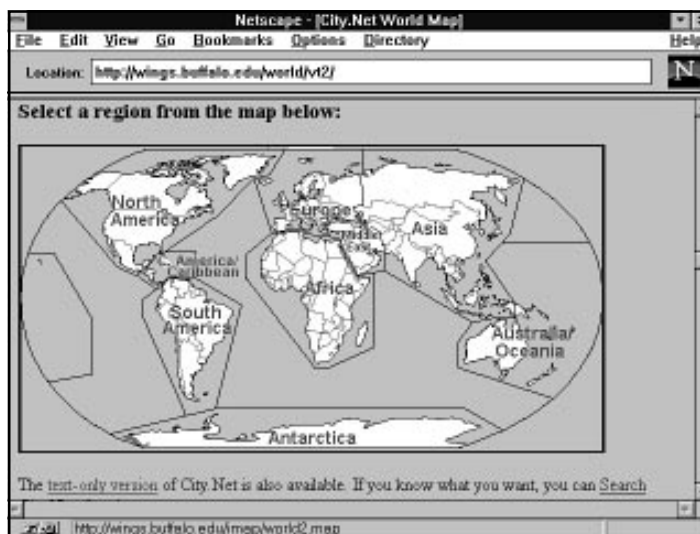 Netscape - [City.Net World Map]
File Edit View Go Bookmarks Options Directory Help
Location: http://wings.buffalo.edu/world/vt2/
N
Select a region from the map below:
North
America
Europe
Middle
East
Asia
America/
Caribbean
Africa
South
America
Australia/
Oceania
Antarctica
The text-only version of City.Net is also available. If you know what you want, you can Search
http://wings.buffalo.edu/imap/world2.map